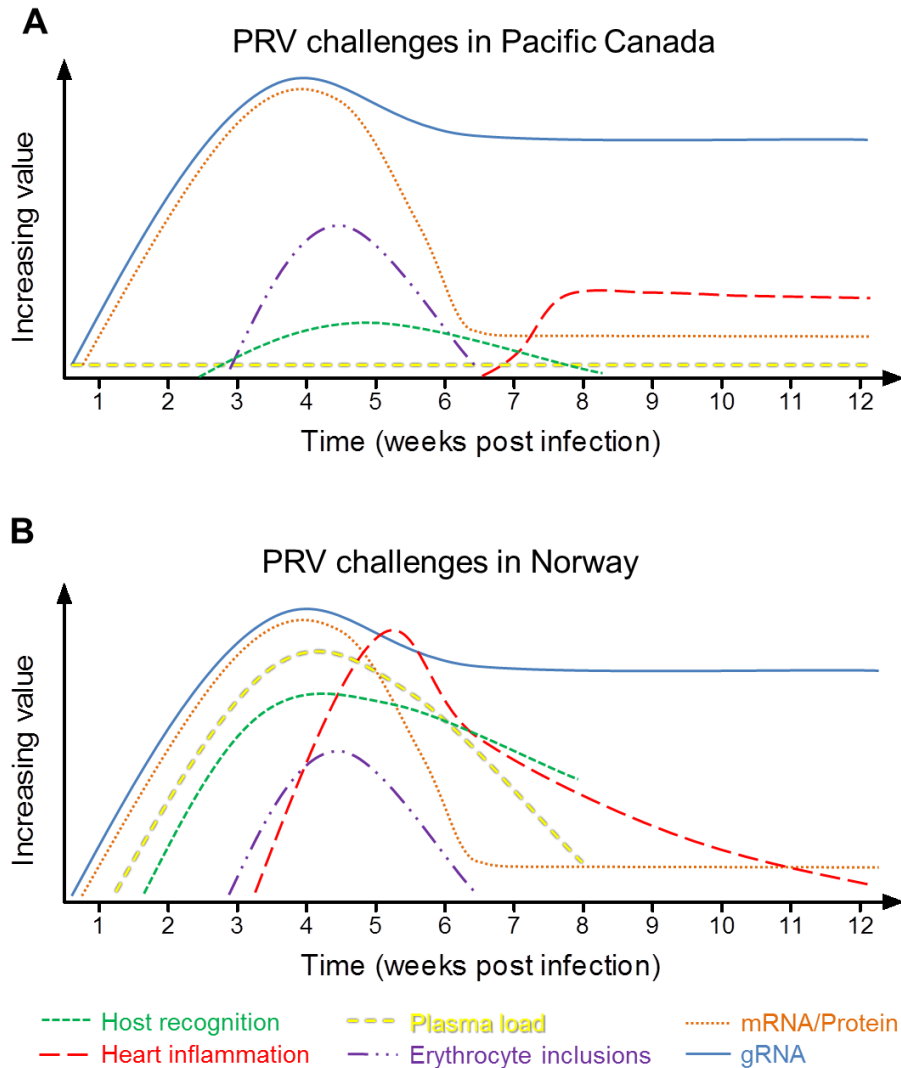 A
PRV challenges in Pacific Canada
Increasing value
1 2 3 4 5 6 7 8 9 10 11 12
Time (weeks post infection)
B
PRV challenges in Norway
Increasing value
1 2 3 4 5 6 7 8 9 10 11 12
Time (weeks post infection)
Host recognition Plasma load mRNA/Protein
Heart inflammation Erythrocyte inclusions gRNA